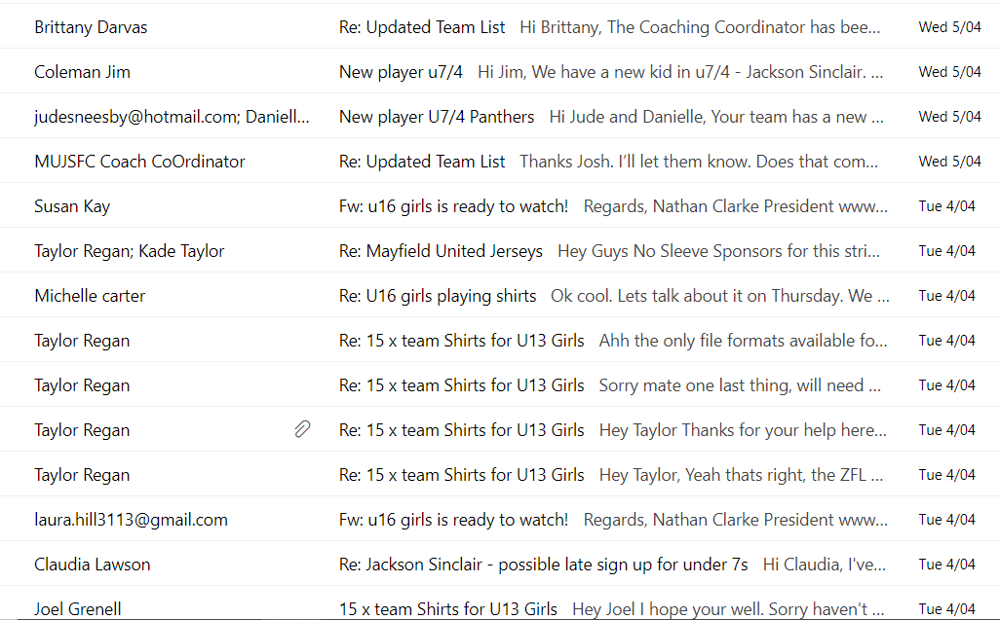 Brittany Darvas Re: Updated Team List Hi Brittany, The Coaching Coordinator has bee... Wed 5/04
Coleman Jim New player u7/4 Hi Jim, We have a new kid in u7/4 - Jackson Sinclair. ... Wed 5/04
judesneesby@hotmail.com; Daniell... New player U7/4 Panthers Hi Jude and Danielle, Your team has a new ... Wed 5/04
MUJSFC Coach CoOrdinator Re: Updated Team List Thanks Josh. I'll let them know. Does that com... Wed 5/04
Susan Kay Fw: u16 girls is ready to watch! Regards, Nathan Clarke President www... Tue 4/04
Taylor Regan; Kade Taylor Re: Mayfield United Jerseys Hey Guys No Sleeve Sponsors for this stri... Tue 4/04
Michelle carter Re: U16 girls playing shirts Ok cool. Lets talk about it on Thursday. We ... Tue 4/04
Taylor Regan Re: 15 x team Shirts for U13 Girls Ahh the only file formats available fo... Tue 4/04
Taylor Regan Re: 15 x team Shirts for U13 Girls Sorry mate one last thing, will need ... Tue 4/04
Taylor Regan Re: 15 x team Shirts for U13 Girls Hey Taylor Thanks for your help here... Tue 4/04
Taylor Regan Re: 15 x team Shirts for U13 Girls Hey Taylor, Yeah thats right, the ZFL ... Tue 4/04
laura.hill3113@gmail.com Fw: u16 girls is ready to watch! Regards, Nathan Clarke President www... Tue 4/04
Claudia Lawson Re: Jackson Sinclair - possible late sign up for under 7s Hi Claudia, I've... Tue 4/04
Joel Grenell 15 x team Shirts for U13 Girls Hey Joel I hope your well. Sorry haven't ... Tue 4/04